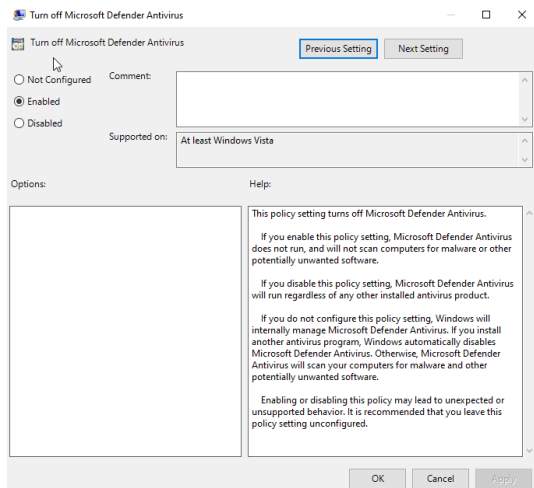 Turn off Microsoft Defender Antivirus
Turn off Microsoft Defender Antivirus
Previous Setting
Next Setting
Not Configured
Comment:
Enabled
Disabled
Supported on:
At least Windows Vista
Options:
Help:
This policy setting turns off Microsoft Defender Antivirus.
If you enable this policy setting, Microsoft Defender Antivirus
does not run, and will not scan computers for malware or other
potentially unwanted software.
If you disable this policy setting, Microsoft Defender Antivirus
will run regardless of any other installed antivirus product.
If you do not configure this policy setting, Windows will
internally manage Microsoft Defender Antivirus. If you install
another antivirus program, Windows automatically disables
Microsoft Defender Antivirus. Otherwise, Microsoft Defender
Antivirus will scan your computers for malware and other
potentially unwanted software.
Enabling or disabling this policy may lead to unexpected or
unsupported behavior. It is recommended that you leave this
policy setting unconfigured.
OK
Cancel
Apply